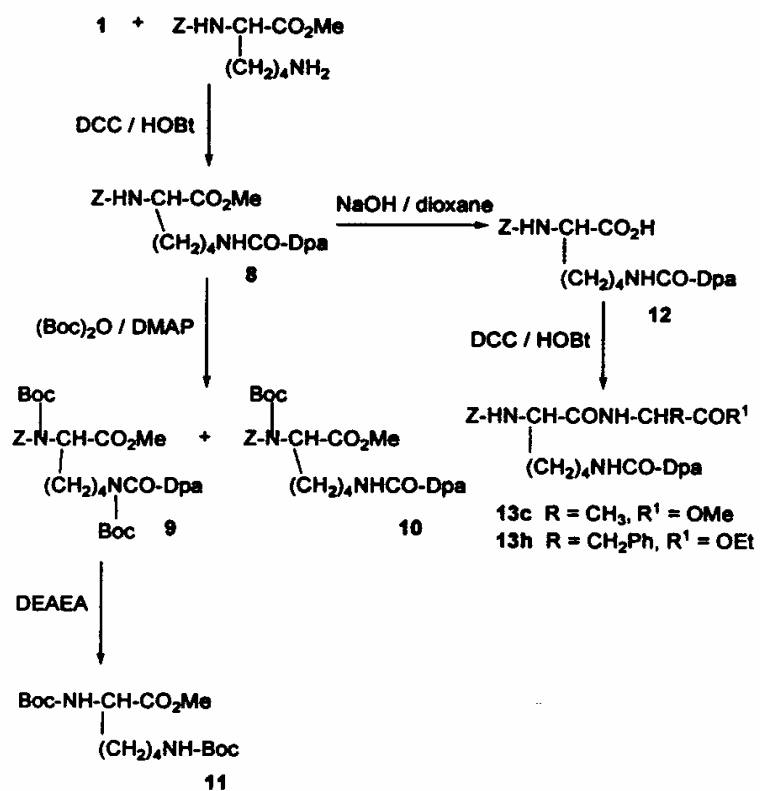 1 + Z-HN-CH-CO₂Me
(CH₂)₄NH₂
DCC / HOBt
Z-HN-CH-CO₂Me
(CH₂)₄NHCO-Dpa
8
NaOH / dioxane
Z-HN-CH-CO₂H
(CH₂)₄NHCO-Dpa
12
(Boc)₂O / DMAP
DCC / HOBt
Boc
Z-N-CH-CO₂Me
(CH₂)₄NCO-Dpa
Boc 9
+
Boc
Z-N-CH-CO₂Me
(CH₂)₄NHCO-Dpa
10
Z-HN-CH-CONH-CHR-COR¹
(CH₂)₄NHCO-Dpa
13c R = CH₃, R¹ = OMe
13h R = CH₂Ph, R¹ = OEt
DEAEA
Boc-NH-CH-CO₂Me
(CH₂)₄NH-Boc
11